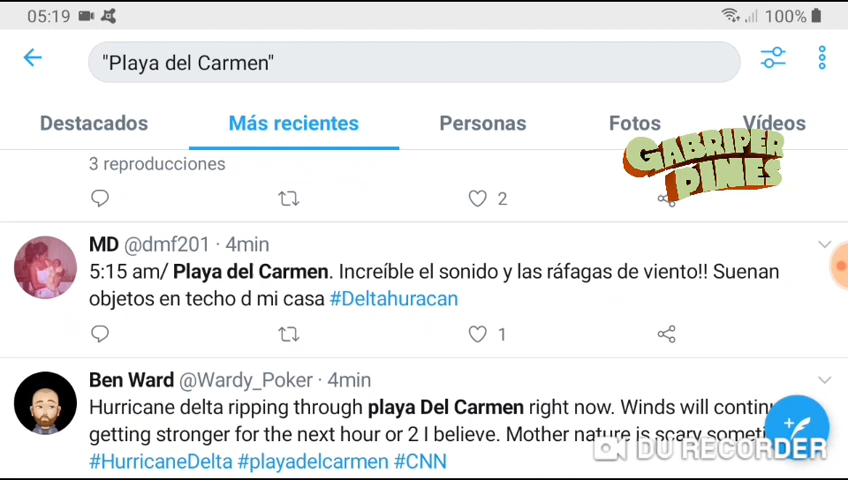 05:19 100%
"Playa del Carmen"
Destacados Más recientes Personas Fotos Vídeos
GABRIPER
DIMES
3 reproducciones
2
MD @dmf201 · 4min
5:15 am/ Playa del Carmen. Increíble el sonido y las ráfagas de viento!! Suenan
objetos en techo d mi casa #Deltahuracan
1
Ben Ward @Wardy_Poker · 4min
Hurricane delta ripping through playa Del Carmen right now. Winds will
getting stronger for the next hour or 2 I believe. Mother nature is scary
#HurricaneDelta #playadelcarmen #CNN
DU RECORDER